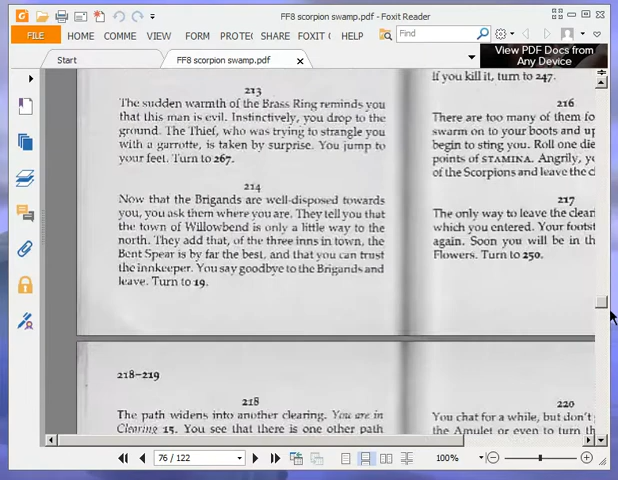 FF8 scorpion swamp.pdf - Foxit Reader
FILE HOME COMME VIEW FORM PROTE SHARE FOXIT ( HELP Find
Start FF8 scorpion swamp.pdf
View PDF Docs from
Any Device
213
The sudden warmth of the Brass Ring reminds you
that this man is evil. Instinctively, you drop to the
ground. The Thief, who was trying to strangle you
with a garrotte, is taken by surprise. You jump to
your feet. Turn to 267.
214
Now that the Brigands are well-disposed towards
you, you ask them where you are. They tell you that
the town of Willowbend is only a little way to the
north. They add that, of the three inns in town, the
Bent Spear is by far the best, and that you can trust
the innkeeper. You say goodbye to the Brigands and
leave. Turn to 19.
If you kill it, turn to 247.
216
There are too many of them fo
swarm on to your boots and up
begin to sting you. Roll one die
points of STAMINA. Angrily, yo
of the Scorpions and leave the cl
217
The only way to leave the clear
which you entered. Your footst
again. Soon you will be in th
Flowers. Turn to 250.
218-219
218
The path widens into another clearing. You are in
Clearing 15. You see that there is one other path
220
You chat for a while, but don't
the Amulet or even to turn th
76 / 122
100%